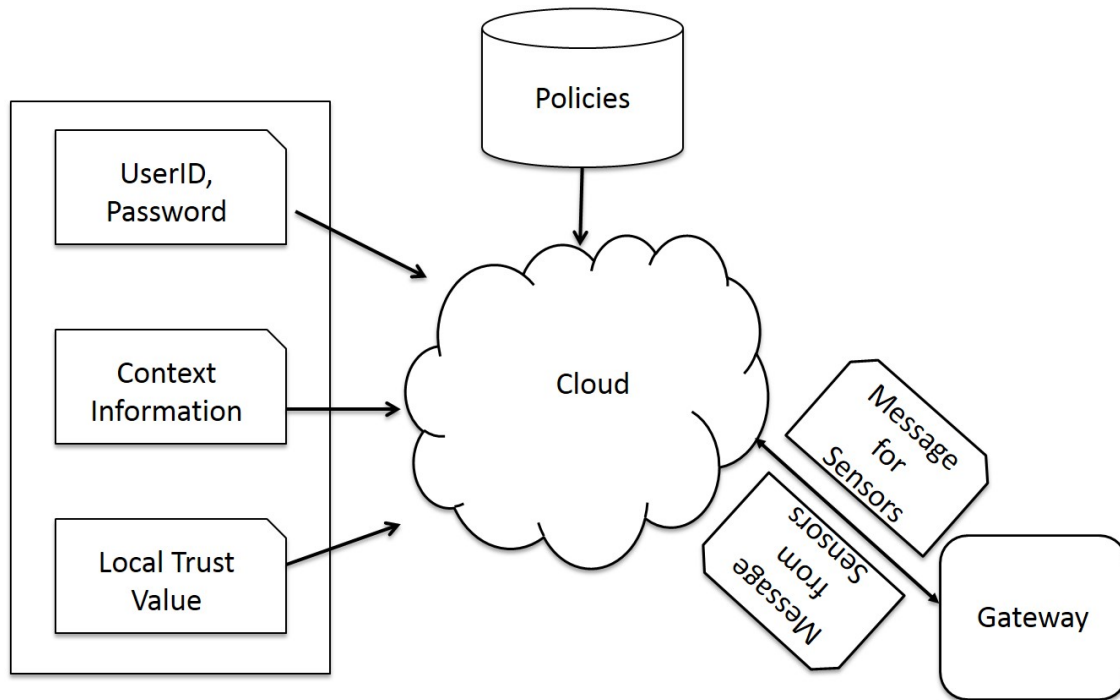 Policies
UserID,
Password
Context
Information
Local Trust
Value
Cloud
Message
for
Sensors
Message
from
Sensors
Gateway